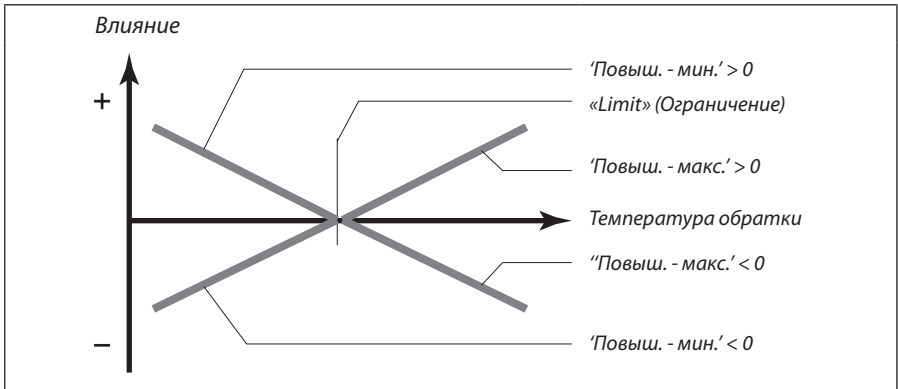 Влияние
'Повыш. - мин.' > 0
+
«Limit» (Ограничение)
'Повыш. - макс.' > 0
Температура обратки
"Повыш. - макс.' < 0
–
'Повыш. - мин.' < 0